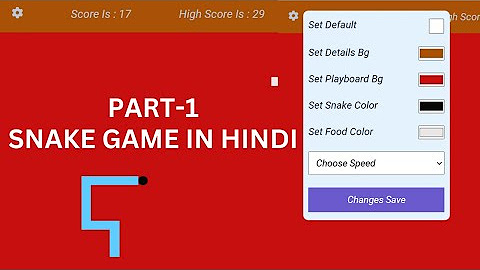 Score Is : 17
High Score Is : 29
PART-1
SNAKE GAME IN HINDI
Set Default
Set Details Bg
Set Playboard Bg
Set Snake Color
Set Food Color
Choose Speed
Changes Save